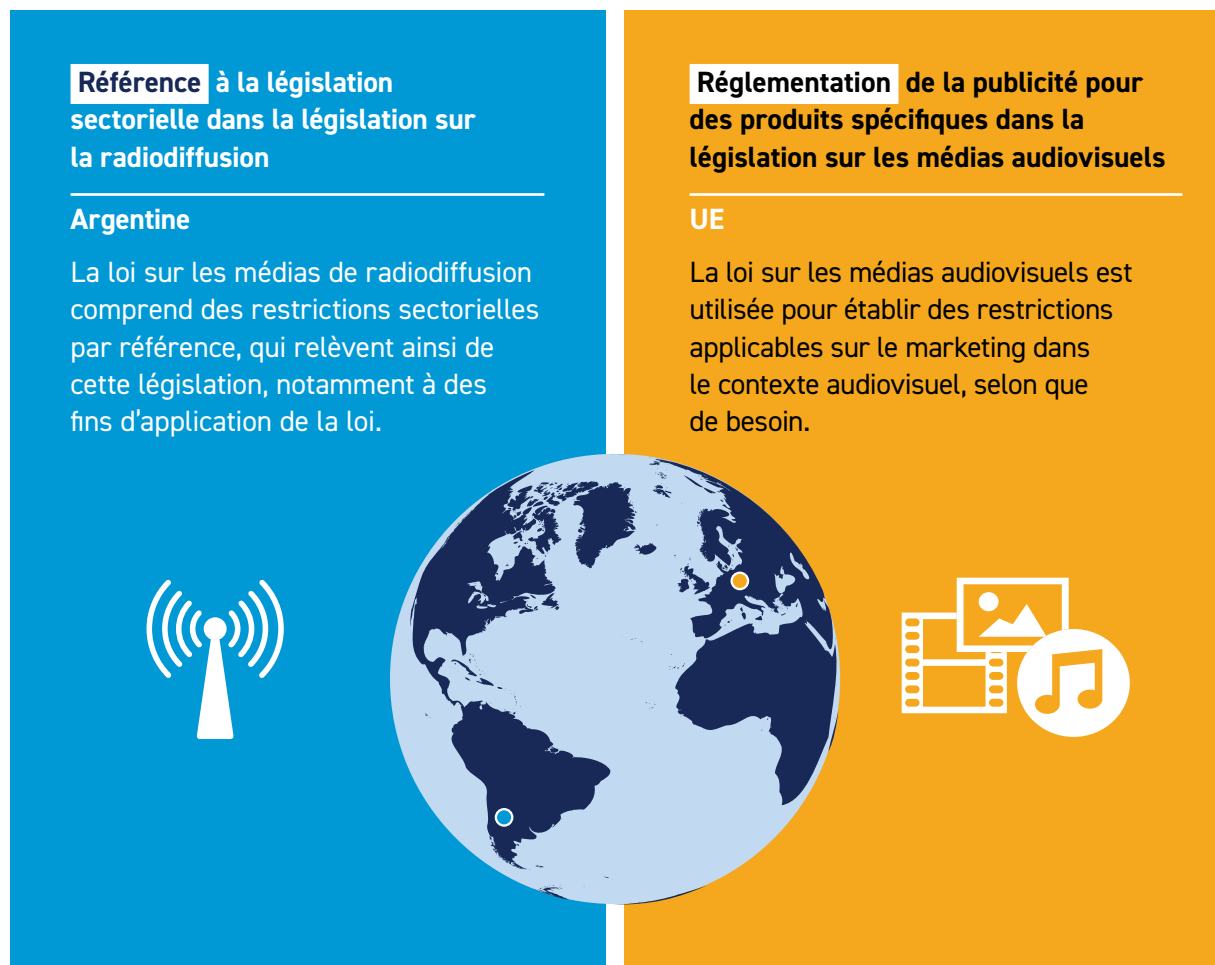 Référence à la législation
sectorielle dans la législation sur
la radiodiffusion
Argentine
La loi sur les médias de radiodiffusion
comprend des restrictions sectorielles
par référence, qui relèvent ainsi de
cette législation, notamment à des
fins d'application de la loi.
Réglementation de la publicité pour
des produits spécifiques dans la
législation sur les médias audiovisuels
UE
La loi sur les médias audiovisuels est
utilisée pour établir des restrictions
applicables sur le marketing dans
le contexte audiovisuel, selon que
de besoin.